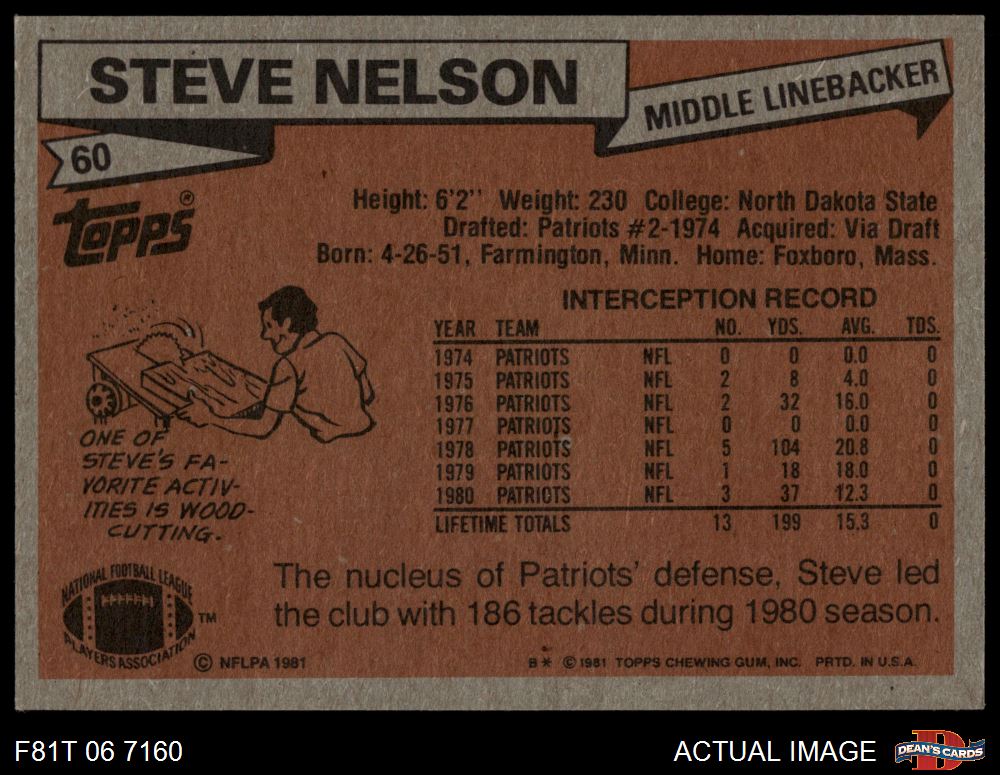 STEVE NELSON
MIDDLE LINEBACKER
60
TOPPS®
Height: 6'2'' Weight: 230 College: North Dakota State
Drafted: Patriots #2-1974 Acquired: Via Draft
Born: 4-26-51, Farmington, Minn. Home: Foxboro, Mass.
INTERCEPTION RECORD
YEAR TEAM NO. YDS. AVG. TDS.
1974 PATRIOTS NFL 0 0 0.0 0
1975 PATRIOTS NFL 2 8 4.0 0
1976 PATRIOTS NFL 2 32 16.0 0
1977 PATRIOTS NFL 0 0 0.0 0
1978 PATRIOTS NFL 5 104 20.8 0
1979 PATRIOTS NFL 1 18 18.0 0
1980 PATRIOTS NFL 3 37 12.3 0
LIFETIME TOTALS 13 199 15.3 0
ONE OF
STEVE'S FA-
VORITE ACTIV-
ITIES IS WOOD-
CUTTING.
The nucleus of Patriots' defense, Steve led
the club with 186 tackles during 1980 season.
NATIONAL FOOTBALL LEAGUE
PLAYERS ASSOCIATION
TM
© NFLPA 1981
B* © 1981 TOPPS CHEWING GUM, INC. PRTD. IN U.S.A.
F81T 06 7160
ACTUAL IMAGE
D
DEAN'S CARDS